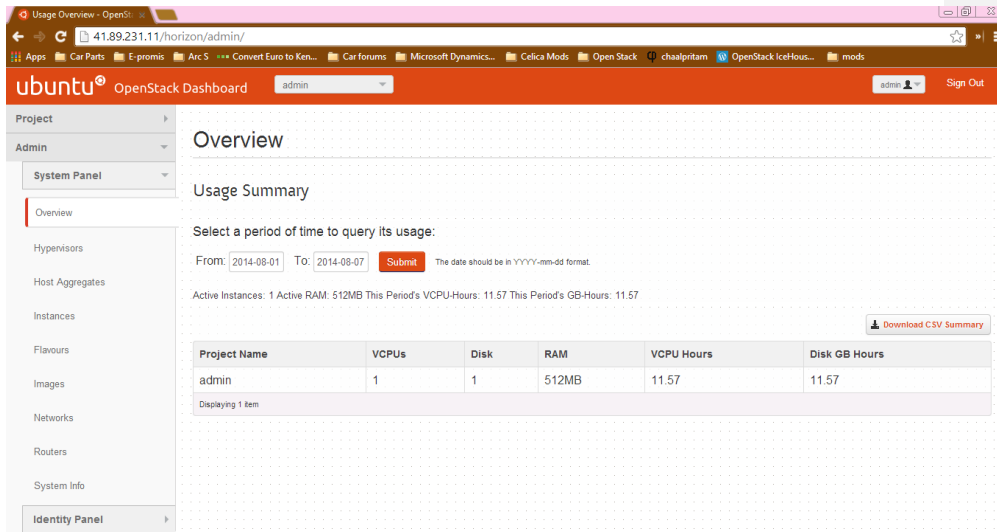 Usage Overview - OpenSt
41.89.231.11/horizon/admin/
Apps Car Parts E-promis Arc S Convert Euro to Ken... Car forums Microsoft Dynamics... Celica Mods Open Stack chaalpritam OpenStack IceHous... mods
ubuntu OpenStack Dashboard admin admin Sign Out
Project
Admin
System Panel
Overview
Hypervisors
Host Aggregates
Instances
Flavours
Images
Networks
Routers
System Info
Identity Panel
Overview
Usage Summary
Select a period of time to query its usage:
From: 2014-08-01 To: 2014-08-07 Submit The date should be in YYYY-mm-dd format.
Active Instances: 1 Active RAM: 512MB This Period's VCPU-Hours: 11.57 This Period's GB-Hours: 11.57
Download CSV Summary
Project Name VCPUs Disk RAM VCPU Hours Disk GB Hours
admin 1 1 512MB 11.57 11.57
Displaying 1 item